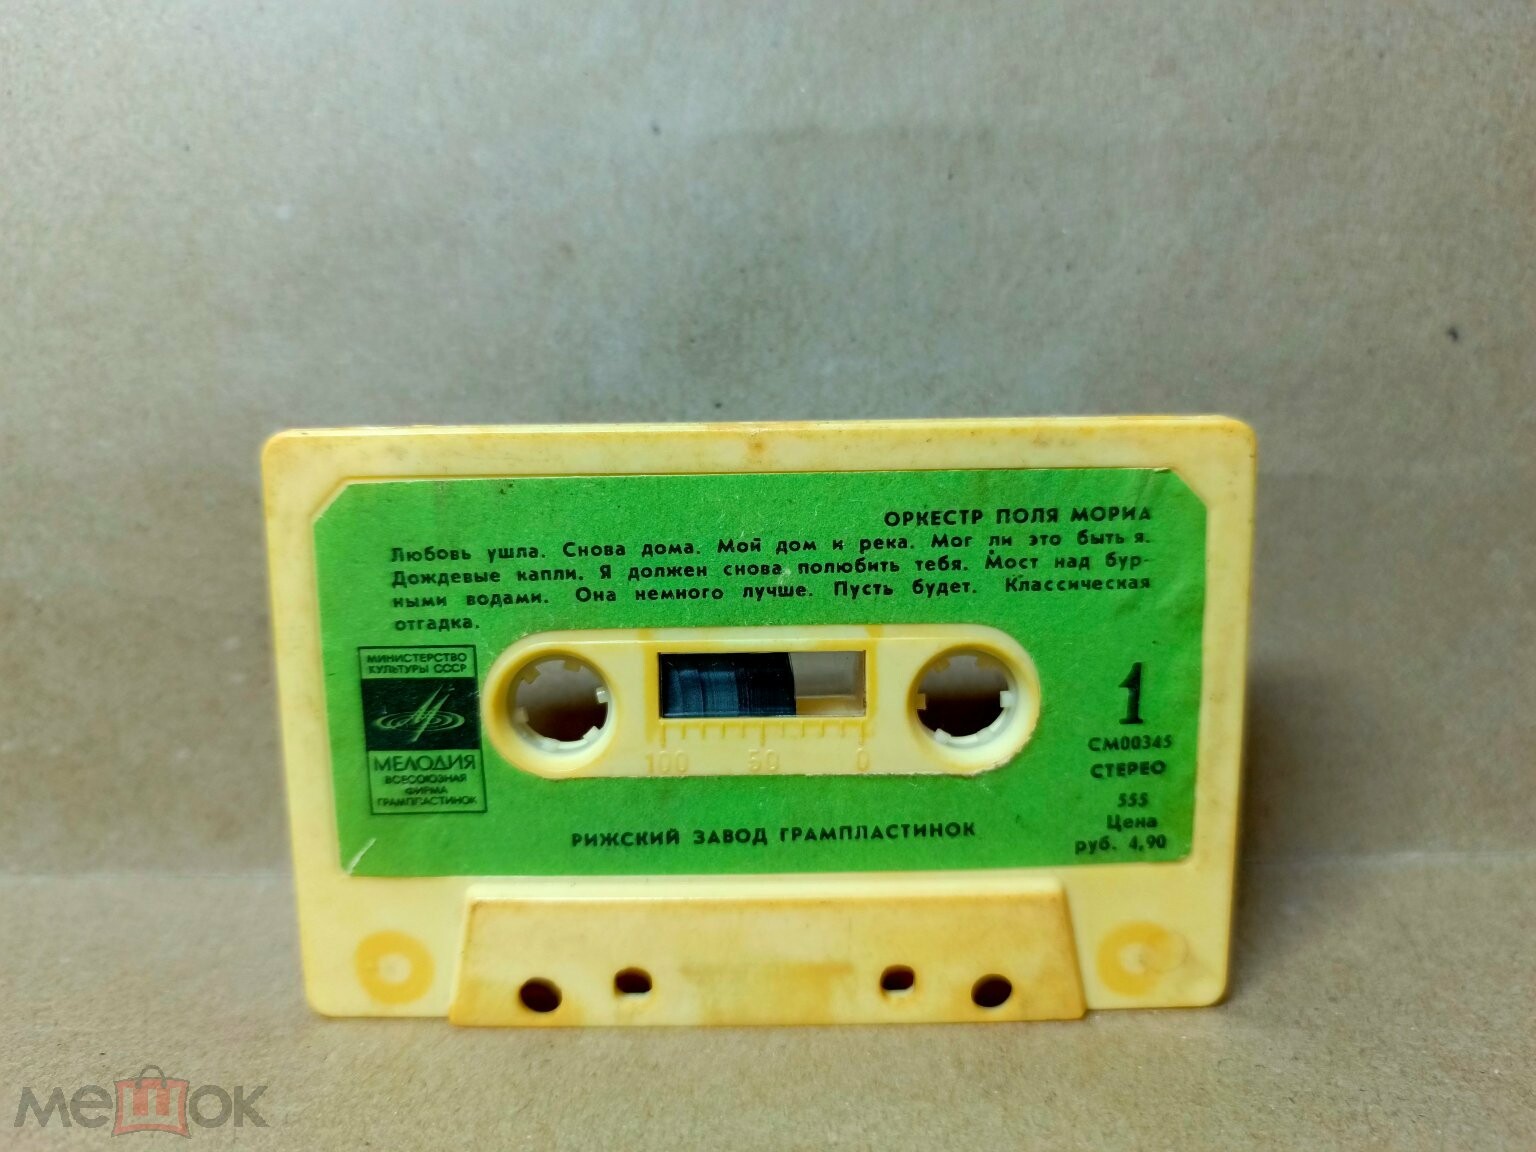 ОРКЕСТР ПОЛЯ МОРИА
Любовь ушла. Снова дома. Мой дом и река. Мог ли это быть я.
Дождевые капли. Я должен снова полюбить тебя. Мост над бур-
ными водами. Она немного лучше. Пусть будет. Классическая
отгадка.
МИНИСТЕРСТВО
КУЛЬТУРЫ СССР
МЕЛОДИЯ
ВСЕСОЮЗНАЯ
ФИРМА
ГРАМПЛАСТИНОК
100 50 0
1
СМ00345
СТЕРЕО
555
Цена
руб. 4,90
РИЖСКИЙ ЗАВОД ГРАМПЛАСТИНОК
мешок